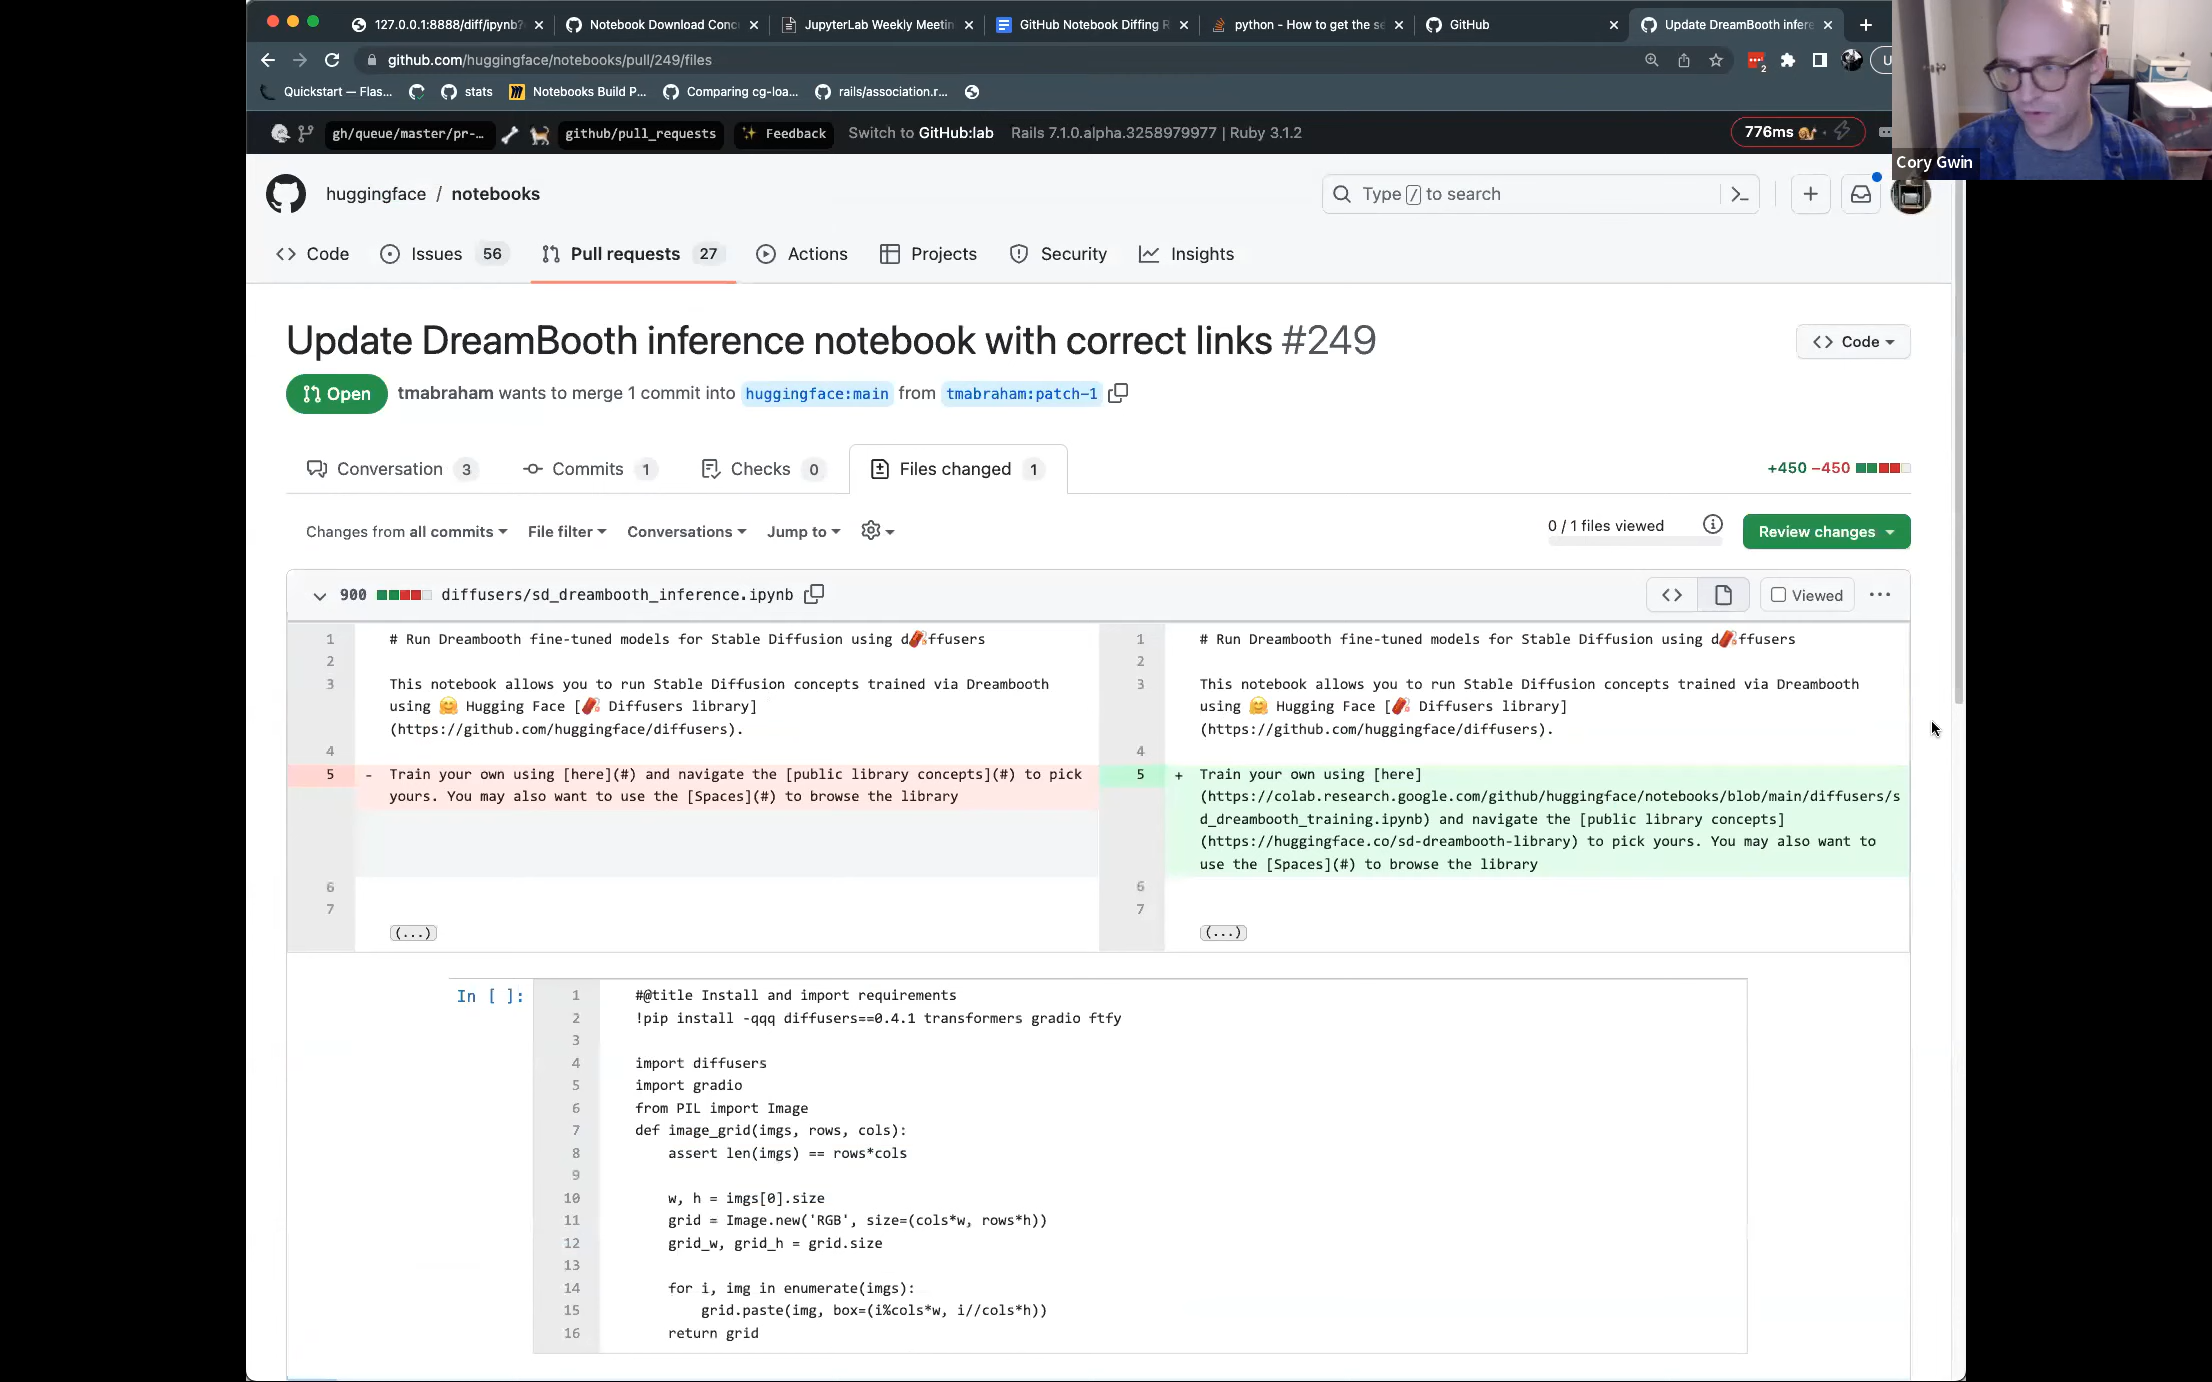 127.0.0.1:8888/diff/ipynb?
Notebook Download Conc
JupyterLab Weekly Meetin
GitHub Notebook Diffing R
python - How to get the se
GitHub
Update DreamBooth infere
github.com/huggingface/notebooks/pull/249/files
2
U
Quickstart — Flas...
stats
Notebooks Build P...
Comparing cg-loa...
rails/association.r...
gh/queue/master/pr-…
github/pull_requests
Feedback
Switch to GitHub:lab
Rails 7.1.0.alpha.3258979977 | Ruby 3.1.2
776ms
Cory Gwin
huggingface / notebooks
Type / to search
Code
Issues 56
Pull requests 27
Actions
Projects
Security
Insights
Update DreamBooth inference notebook with correct links #249
Code
Open
tmabraham wants to merge 1 commit into huggingface:main from tmabraham:patch-1
Conversation 3
Commits 1
Checks 0
Files changed 1
+450 −450
Changes from all commits
File filter
Conversations
Jump to
0 / 1 files viewed
Review changes
900 diffusers/sd_dreambooth_inference.ipynb
Viewed
1 # Run Dreambooth fine-tuned models for Stable Diffusion using d🧨ffusers
2
3 This notebook allows you to run Stable Diffusion concepts trained via Dreambooth
using 🤗 Hugging Face [🧨 Diffusers library]
(https://github.com/huggingface/diffusers).
4
5 - Train your own using [here](#) and navigate the [public library concepts](#) to pick
yours. You may also want to use the [Spaces](#) to browse the library
6
7
(...)
1 # Run Dreambooth fine-tuned models for Stable Diffusion using d🧨ffusers
2
3 This notebook allows you to run Stable Diffusion concepts trained via Dreambooth
using 🤗 Hugging Face [🧨 Diffusers library]
(https://github.com/huggingface/diffusers).
4
5 + Train your own using [here]
(https://colab.research.google.com/github/huggingface/notebooks/blob/main/diffusers/s
d_dreambooth_training.ipynb) and navigate the [public library concepts]
(https://huggingface.co/sd-dreambooth-library) to pick yours. You may also want to
use the [Spaces](#) to browse the library
6
7
(...)
In [ ]:
1 #@title Install and import requirements
2 !pip install -qqq diffusers==0.4.1 transformers gradio ftfy
3
4 import diffusers
5 import gradio
6 from PIL import Image
7 def image_grid(imgs, rows, cols):
8 assert len(imgs) == rows*cols
9
10 w, h = imgs[0].size
11 grid = Image.new('RGB', size=(cols*w, rows*h))
12 grid_w, grid_h = grid.size
13
14 for i, img in enumerate(imgs):
15 grid.paste(img, box=(i%cols*w, i//cols*h))
16 return grid